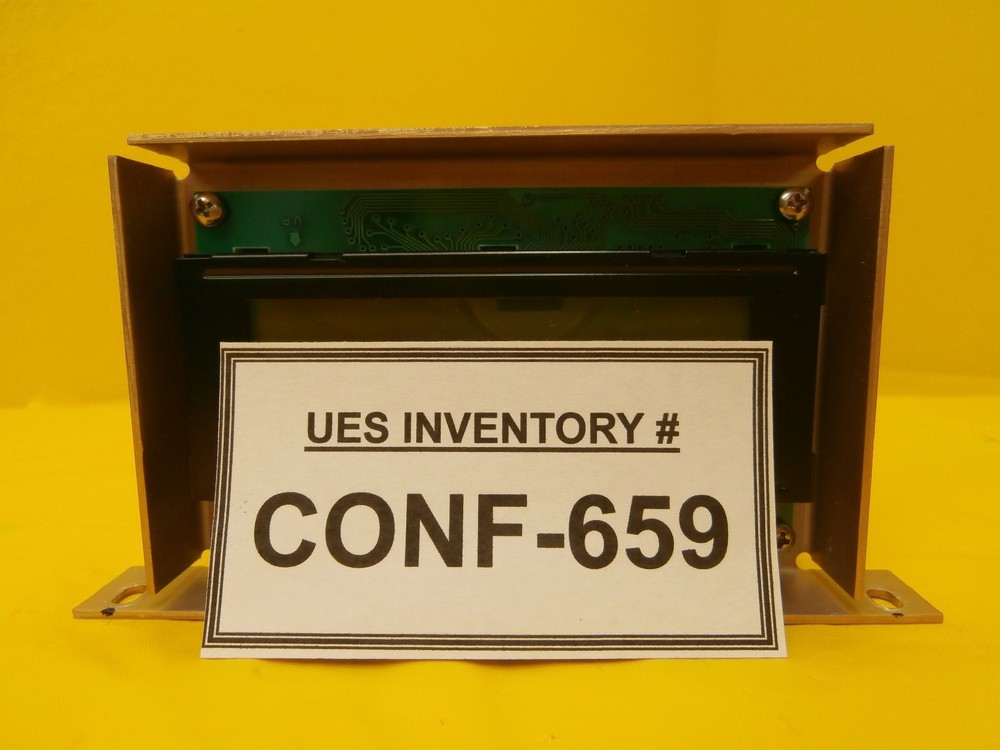 UES INVENTORY #
CONF-659